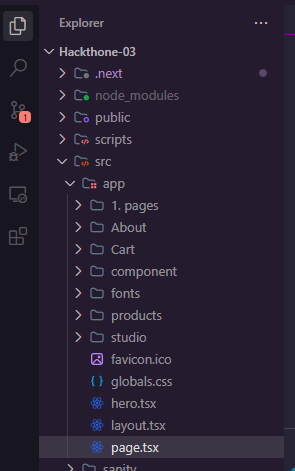 Explorer
Hackthone-03
.next
node_modules
public
scripts
1
src
app
1. pages
About
Cart
component
fonts
products
studio
favicon.ico
globals.css
hero.tsx
layout.tsx
page.tsx
sanity